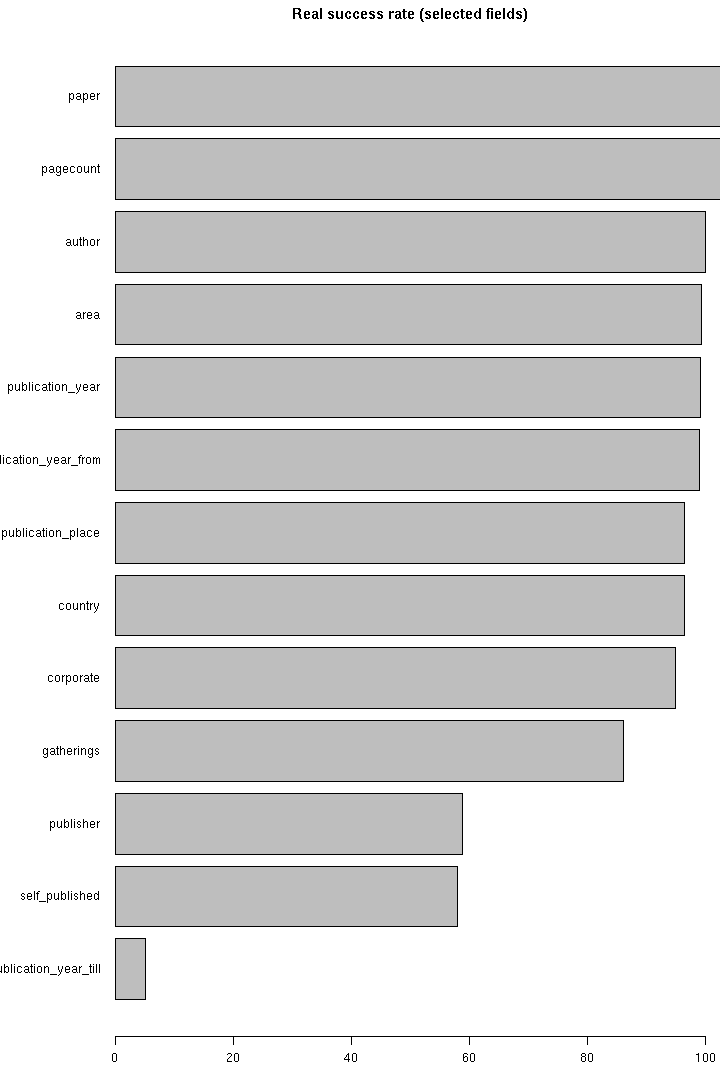 Real success rate (selected fields)
paper
pagecount
author
area
publication_year
lication_year_from
publication_place
country
corporate
gatherings
publisher
self_published
ublication_year_till
0 20 40 60 80 100